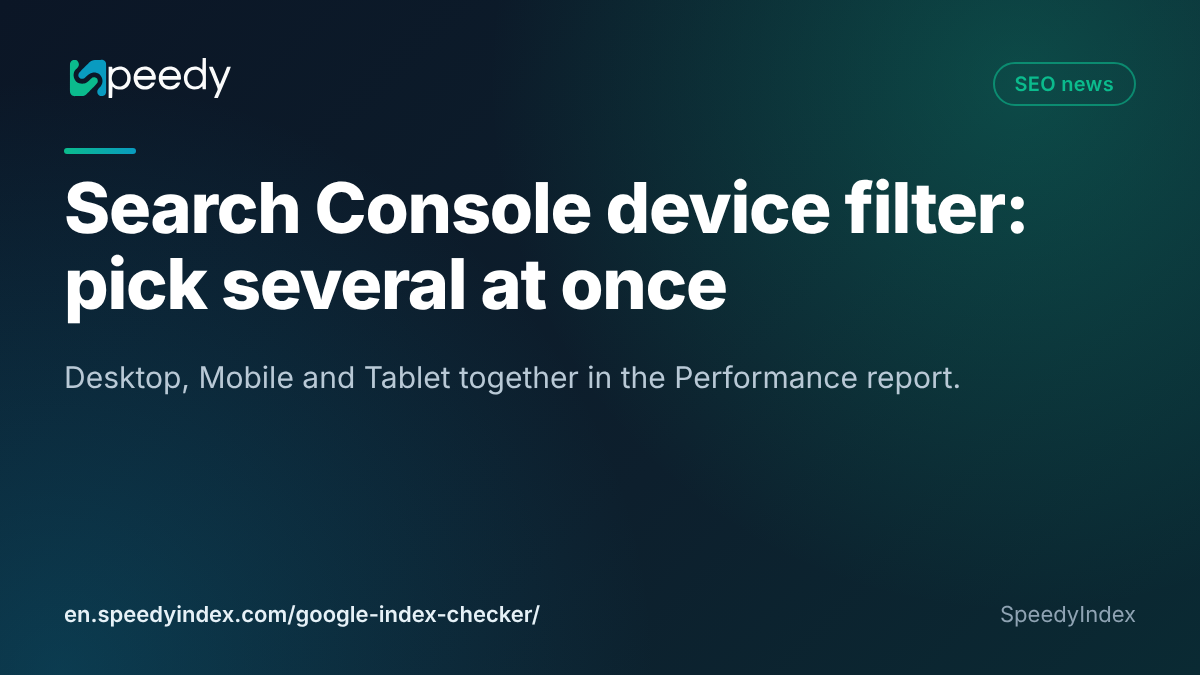 Speedy
SEO news
Search Console device filter:
pick several at once
Desktop, Mobile and Tablet together in the Performance report.
en.speedyindex.com/google-index-checker/
SpeedyIndex